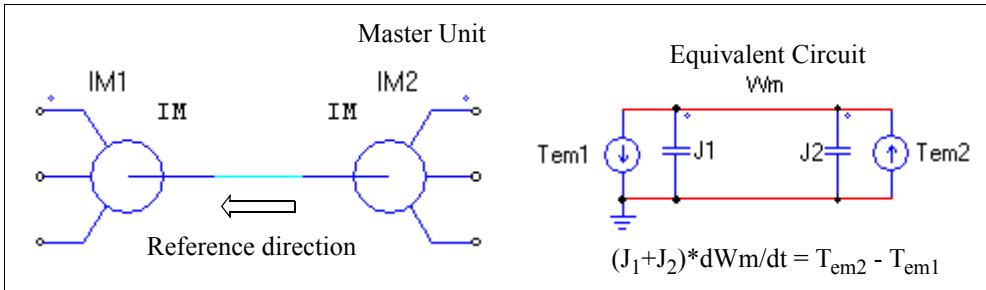 Master Unit
IM1
IM
IM
IM2
Reference direction
Equivalent Circuit
Wm
Tem1
J1
J2
Tem2
(J1+J2)*dWm/dt = Tem2 - Tem1